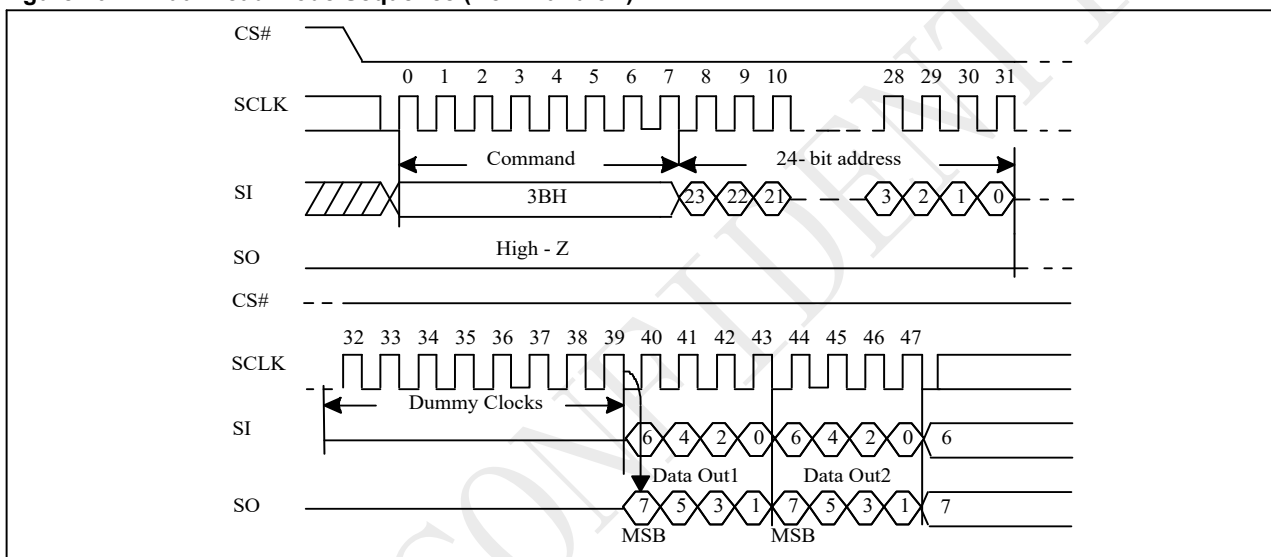 CS#
0 1 2 3 4 5 6 7 8 9 10 28 29 30 31
SCLK
Command 24- bit address
SI 3BH 23 22 21 3 2 1 0
High - Z
SO
CS#
32 33 34 35 36 37 38 39 40 41 42 43 44 45 46 47
SCLK
Dummy Clocks
SI 6 4 2 0 6 4 2 0 6
Data Out1 Data Out2
SO 7 5 3 1 7 5 3 1 7
MSB MSB